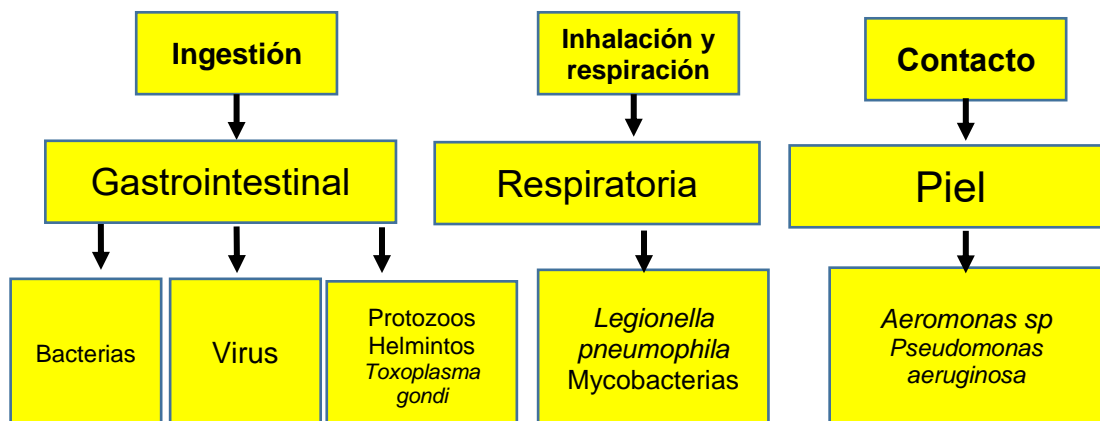 Ingestión
Inhalación y
respiración
Contacto
Gastrointestinal
Respiratoria
Piel
Bacterias
Virus
Protozoos
Helmintos
Toxoplasma
gondi
Legionella
pneumophila
Mycobacterias
Aeromonas sp
Pseudomonas
aeruginosa